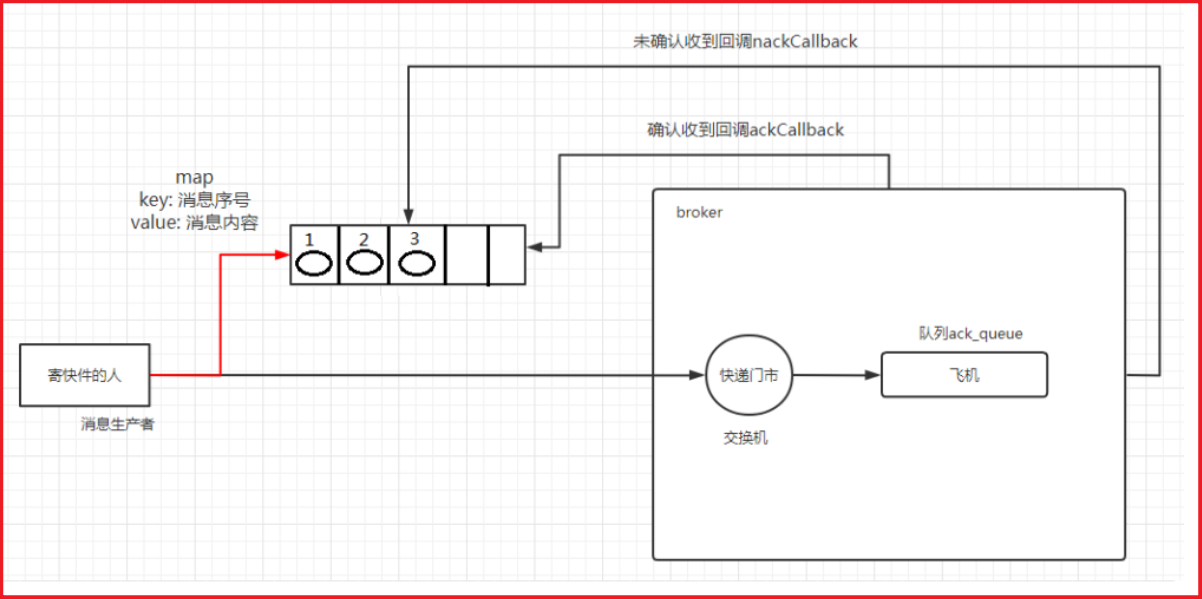 未确认收到回调nackCallback
确认收到回调ackCallback
map
key: 消息序号
value: 消息内容
broker
1
2
3
队列ack_queue
寄快件的人
快递门市
飞机
消息生产者
交换机